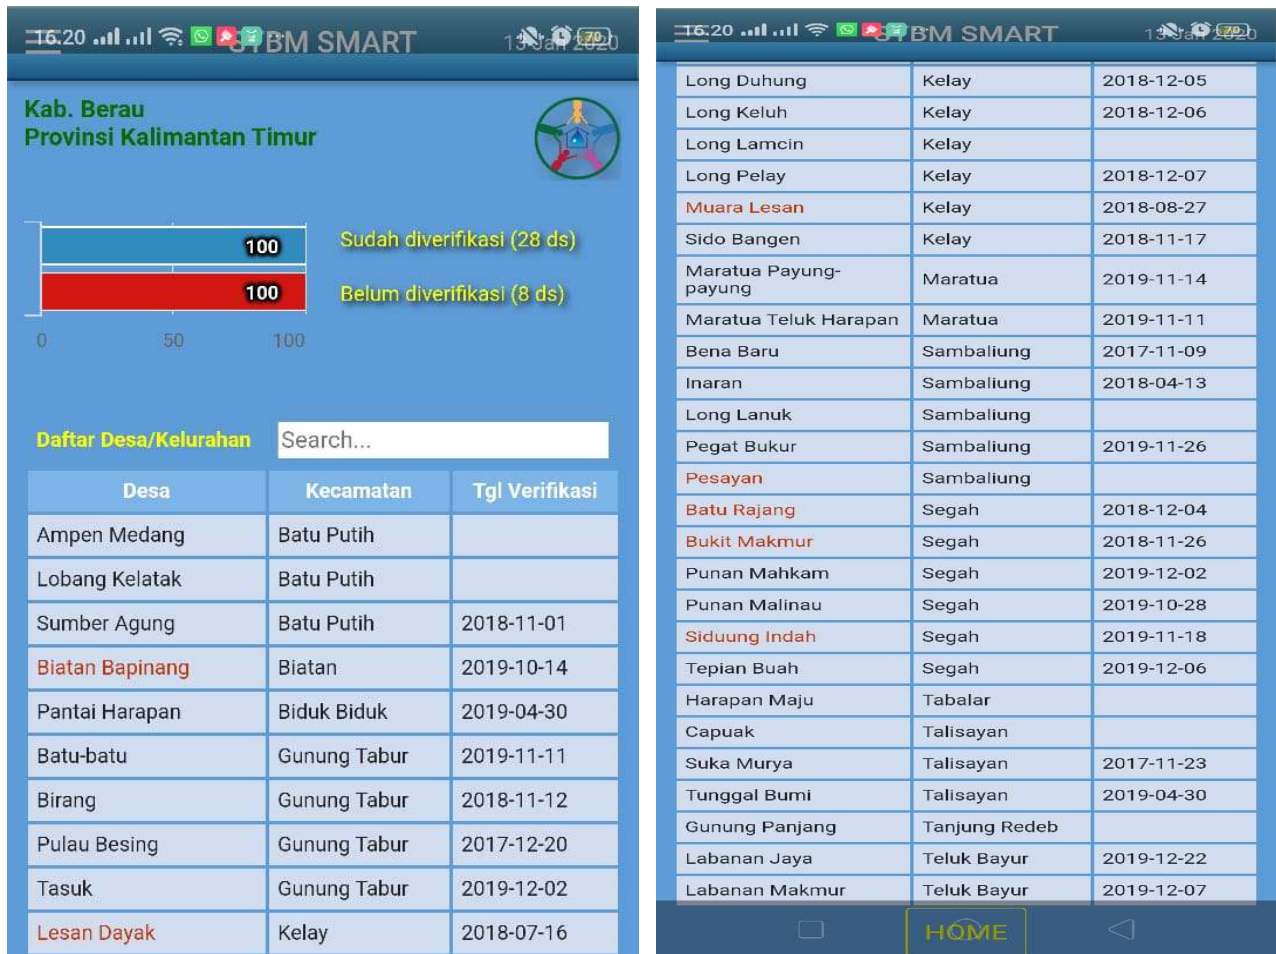 16.20
STBM SMART
13 Jan 2020
70
Kab. Berau
Provinsi Kalimantan Timur
100 Sudah diverifikasi (28 ds)
100 Belum diverifikasi (8 ds)
0 50 100
Daftar Desa/Kelurahan Search...
Desa Kecamatan Tgl Verifikasi
Ampen Medang Batu Putih
Lobang Kelatak Batu Putih
Sumber Agung Batu Putih 2018-11-01
Biatan Bapinang Biatan 2019-10-14
Pantai Harapan Biduk Biduk 2019-04-30
Batu-batu Gunung Tabur 2019-11-11
Birang Gunung Tabur 2018-11-12
Pulau Besing Gunung Tabur 2017-12-20
Tasuk Gunung Tabur 2019-12-02
Lesan Dayak Kelay 2018-07-16
16.20
STBM SMART
13 Jan 2020
70
Long Duhung Kelay 2018-12-05
Long Keluh Kelay 2018-12-06
Long Lamcin Kelay
Long Pelay Kelay 2018-12-07
Muara Lesan Kelay 2018-08-27
Sido Bangen Kelay 2018-11-17
Maratua Payung-
payung Maratua 2019-11-14
Maratua Teluk Harapan Maratua 2019-11-11
Bena Baru Sambaliung 2017-11-09
Inaran Sambaliung 2018-04-13
Long Lanuk Sambaliung
Pegat Bukur Sambaliung 2019-11-26
Pesayan Sambaliung
Batu Rajang Segah 2018-12-04
Bukit Makmur Segah 2018-11-26
Punan Mahkam Segah 2019-12-02
Punan Malinau Segah 2019-10-28
Siduung Indah Segah 2019-11-18
Tepian Buah Segah 2019-12-06
Harapan Maju Tabalar
Capuak Talisayan
Suka Murya Talisayan 2017-11-23
Tunggal Bumi Talisayan 2019-04-30
Gunung Panjang Tanjung Redeb
Labanan Jaya Teluk Bayur 2019-12-22
Labanan Makmur Teluk Bayur 2019-12-07
HOME